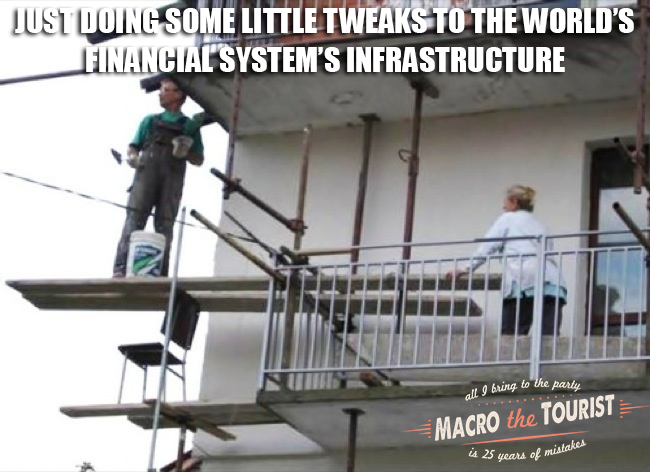 JUST DOING SOME LITTLE TWEAKS TO THE WORLD'S
FINANCIAL SYSTEM'S INFRASTRUCTURE
all I bring to the party
MACRO the TOURIST
is 25 years of mistakes